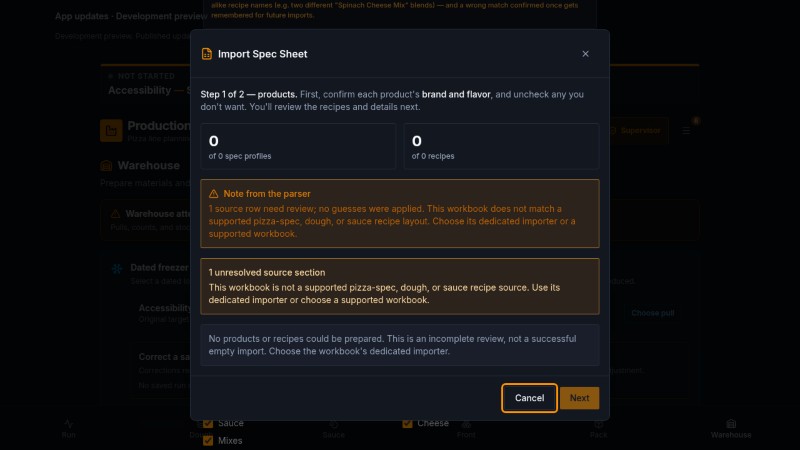 alike recipe names (e.g. two different "Spinach Cheese Mix" blends) — and a wrong match confirmed once gets
remembered for future imports.
App updates · Development preview
Development preview. Published upda
NOT STARTED
Accessibility — S
Import Spec Sheet
Step 1 of 2 — products. First, confirm each product's brand and flavor, and uncheck any you
don't want. You'll review the recipes and details next.
Production
Supervisor
0
of 0 spec profiles
0
of 0 recipes
Warehouse
Prepare materials and
Note from the parser
1 source row need review; no guesses were applied. This workbook does not match a
supported pizza-spec, dough, or sauce recipe layout. Choose its dedicated importer or a
supported workbook.
Warehouse atte
1 unresolved source section
This workbook is not a supported pizza-spec, dough, or sauce recipe source. Use its
dedicated importer or choose a supported workbook.
Dated freezer
Select a dated
Accessibility
Original target
Choose pull
No products or recipes could be prepared. This is an incomplete review, not a successful
empty import. Choose the workbook's dedicated importer.
Correct a sa
Cancel
Next
Sauce
Cheese
Mixes
Run
Sauce
Front
Pack
Warehouse